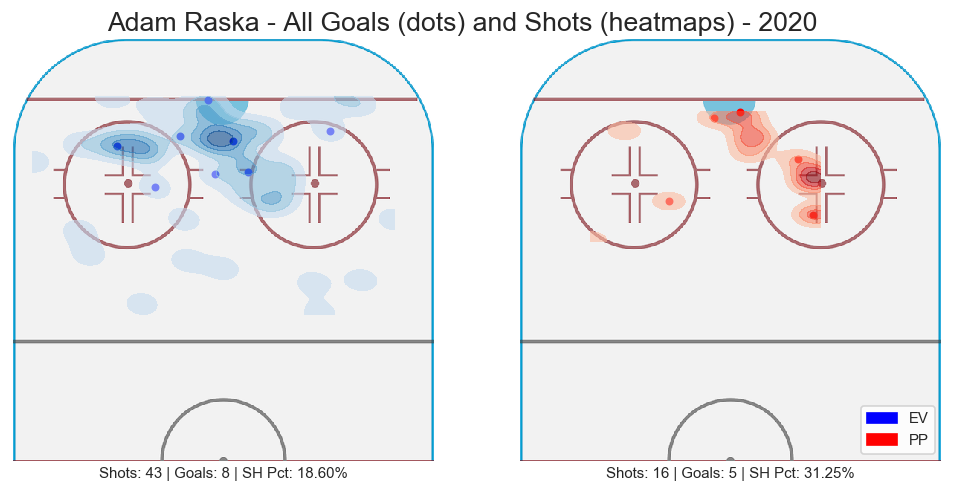 Adam Raska - All Goals (dots) and Shots (heatmaps) - 2020
EV
PP
Shots: 43 | Goals: 8 | SH Pct: 18.60%
Shots: 16 | Goals: 5 | SH Pct: 31.25%